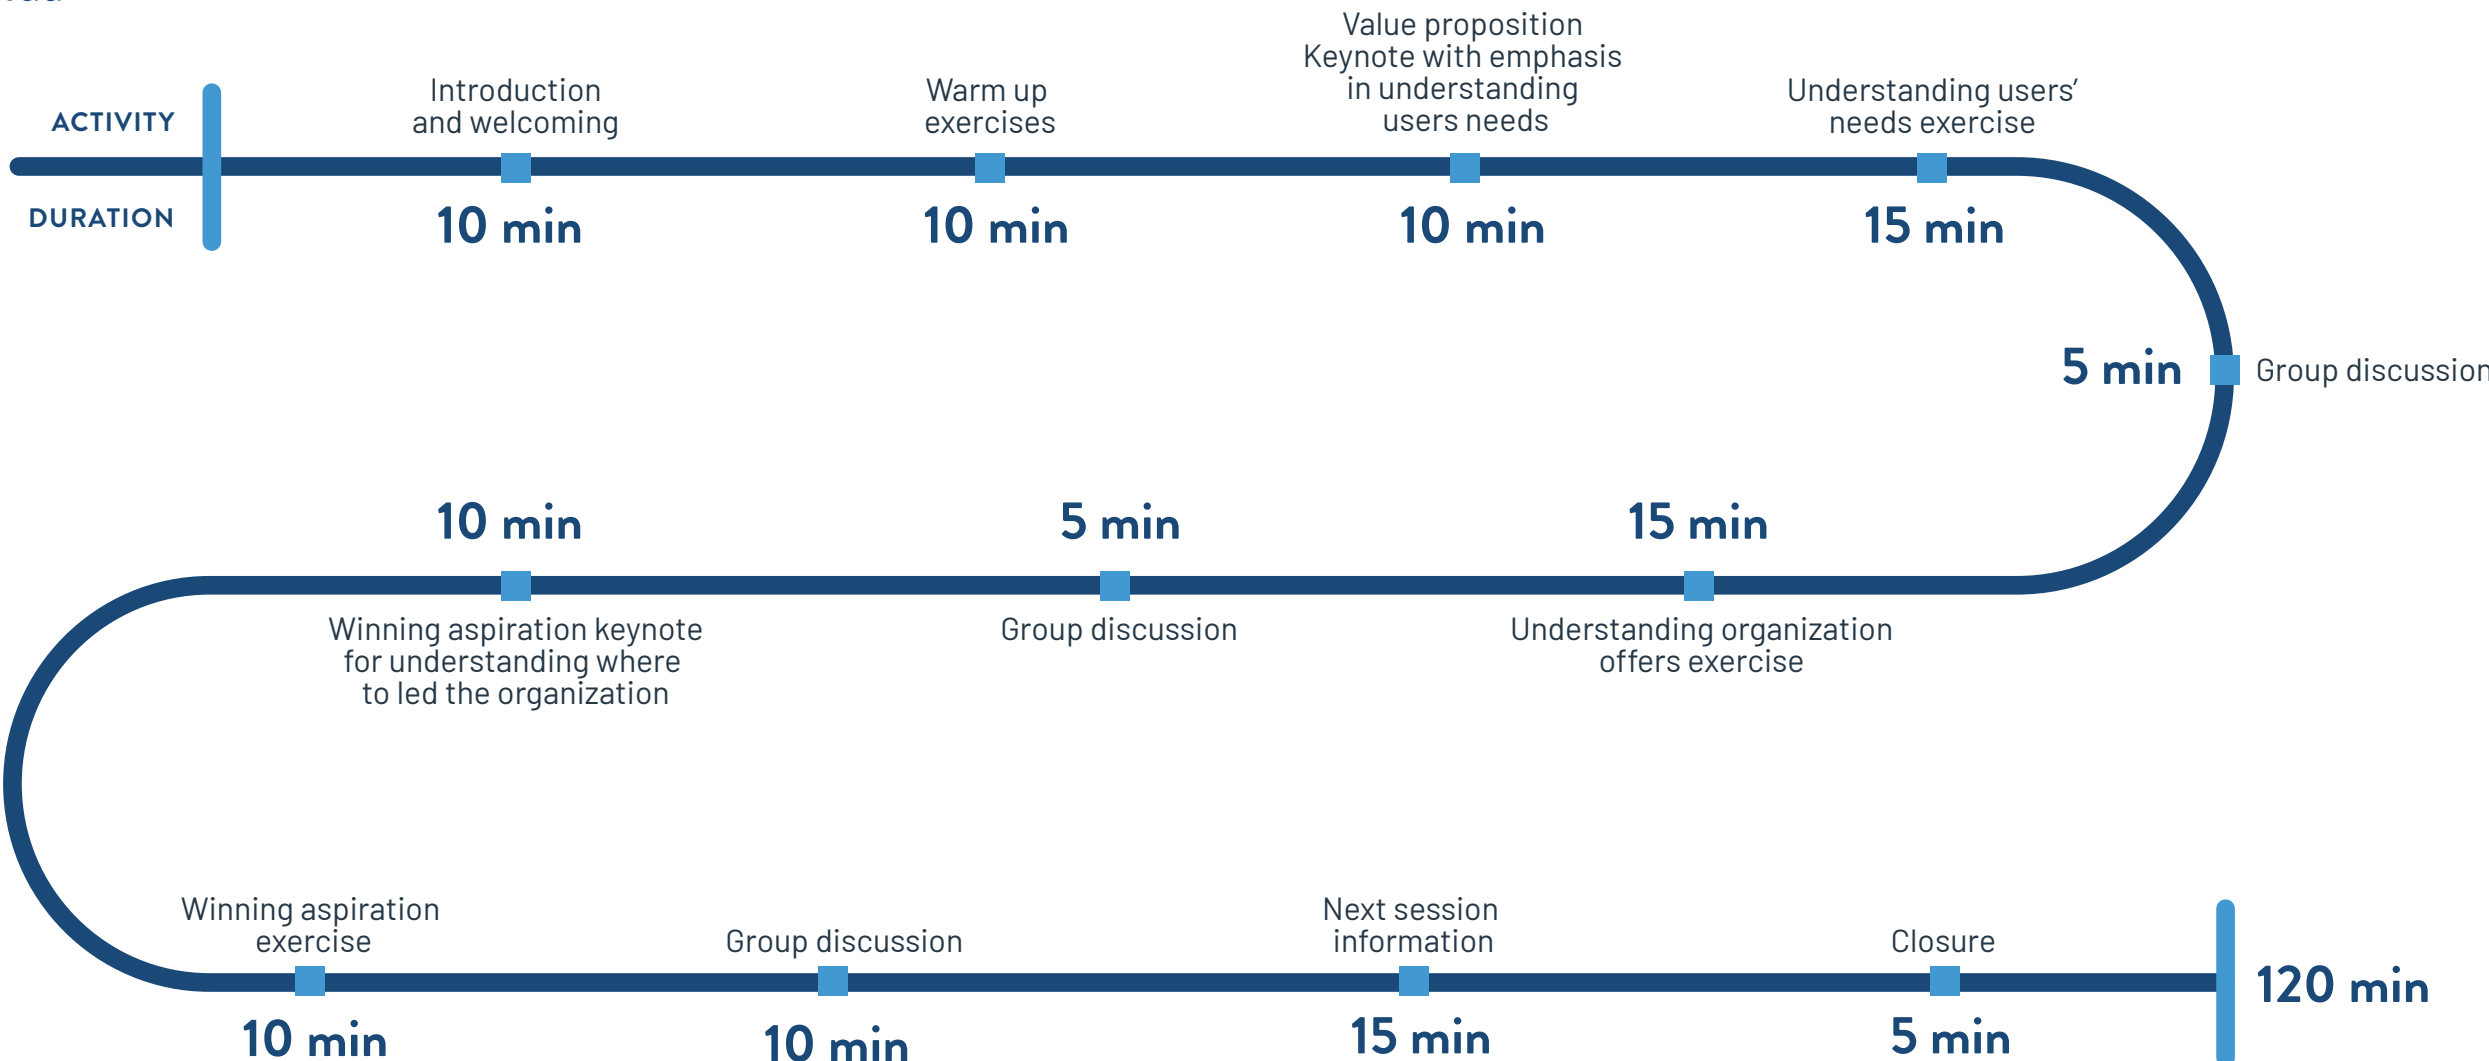 ACTIVITY
DURATION
Introduction
and welcoming
10 min
Warm up
exercises
10 min
Value proposition
Keynote with emphasis
in understanding
users needs
10 min
Understanding users’
needs exercise
15 min
5 min
Group discussion
15 min
Understanding organization
offers exercise
5 min
Group discussion
10 min
Winning aspiration keynote
for understanding where
to led the organization
Winning aspiration
exercise
10 min
Group discussion
10 min
Next session
information
15 min
Closure
5 min
120 min